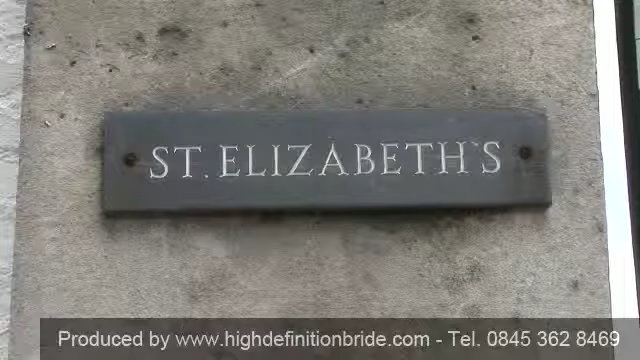 ST. ELIZABETH'S
Produced by www.highdefinitionbride.com - Tel. 0845 362 8469